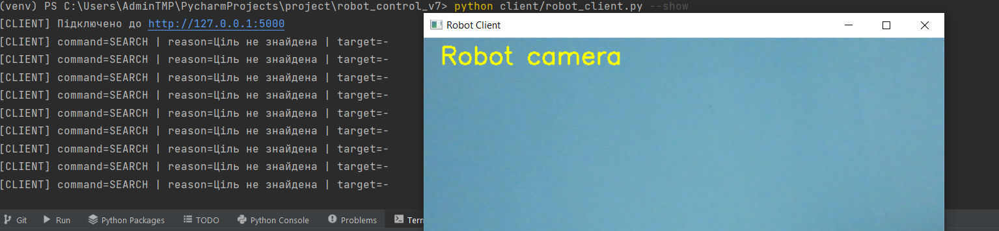 (venv) PS C:\Users\AdminTMP\PycharmProjects\project\robot_control_v7> python client/robot_client.py --show
[CLIENT] Підключено до http://127.0.0.1:5000
[CLIENT] command=SEARCH | reason=Ціль не знайдена | target=-
[CLIENT] command=SEARCH | reason=Ціль не знайдена | target=-
[CLIENT] command=SEARCH | reason=Ціль не знайдена | target=-
[CLIENT] command=SEARCH | reason=Ціль не знайдена | target=-
[CLIENT] command=SEARCH | reason=Ціль не знайдена | target=-
[CLIENT] command=SEARCH | reason=Ціль не знайдена | target=-
[CLIENT] command=SEARCH | reason=Ціль не знайдена | target=-
[CLIENT] command=SEARCH | reason=Ціль не знайдена | target=-
[CLIENT] command=SEARCH | reason=Ціль не знайдена | target=-
Robot Client
Robot camera
Git Run Python Packages TODO Python Console Problems